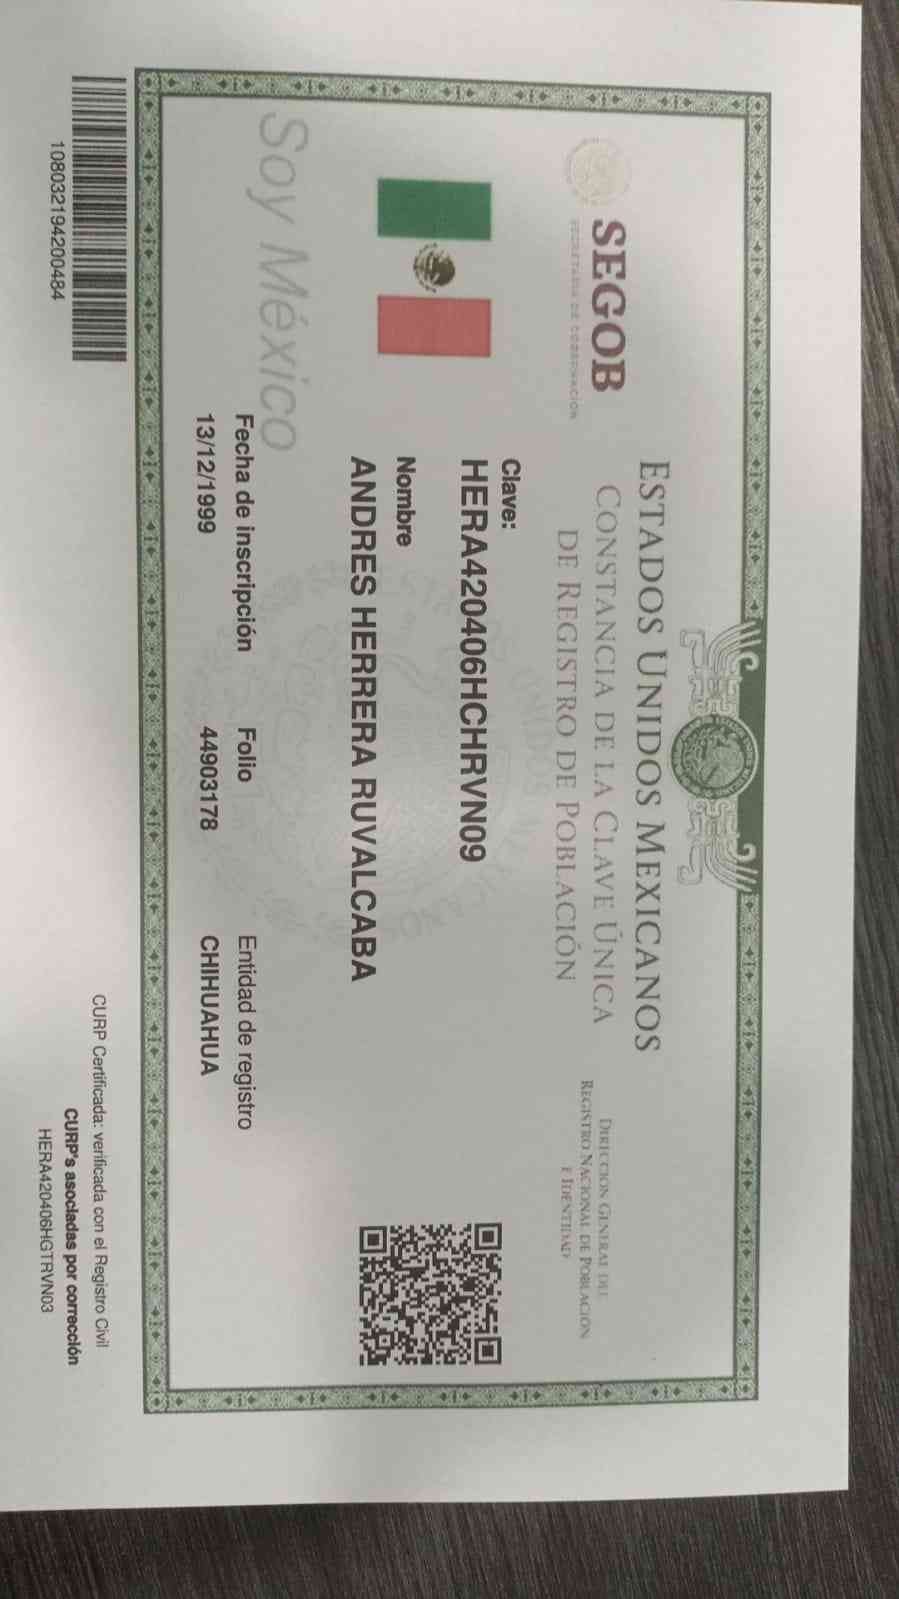 ESTADOS UNIDOS MEXICANOS
CONSTANCIA DE LA CLAVE ÚNICA
DE REGISTRO DE POBLACIÓN
SEGOB
SECRETARÍA DE GOBERNACIÓN
DIRECCIÓN GENERAL DEL
REGISTRO NACIONAL DE POBLACIÓN
E IDENTIDAD
Clave:
HERA420406HCHRVN09
Nombre
ANDRES HERRERA RUVALCABA
Soy México
Fecha de inscripción Folio Entidad de registro
13/12/1999 44903178 CHIHUAHUA
108032194200484
CURP Certificada: verificada con el Registro Civil
CURP's asociadas por corrección
HERA420406HGTRVN03